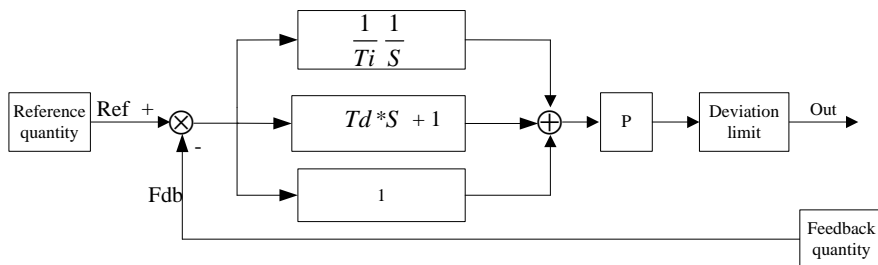 1/Ti 1/S
Reference
quantity
Ref +
Td*S + 1
P
Deviation
limit
Out
-
Fdb
1
Feedback
quantity